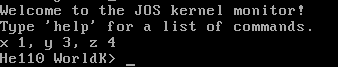 Welcome to the JOS kernel monitor!
Type 'help' for a list of commands.
x 1, y 3, z 4
He110 WorldK> _